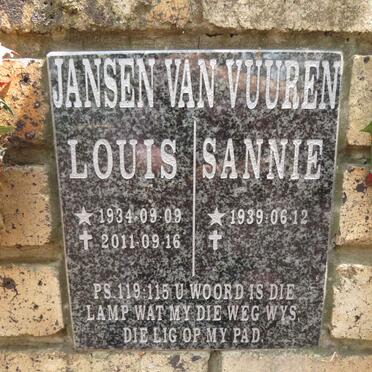 JANSEN VAN VUUREN
LOUIS SANNIE
★ 1934-09-09 ★ 1939-06-12
✝ 2011-09-16 ✝
PS.119:115 U WOORD IS DIE
LAMP WAT MY DIE WEG WYS,
DIE LIG OP MY PAD.